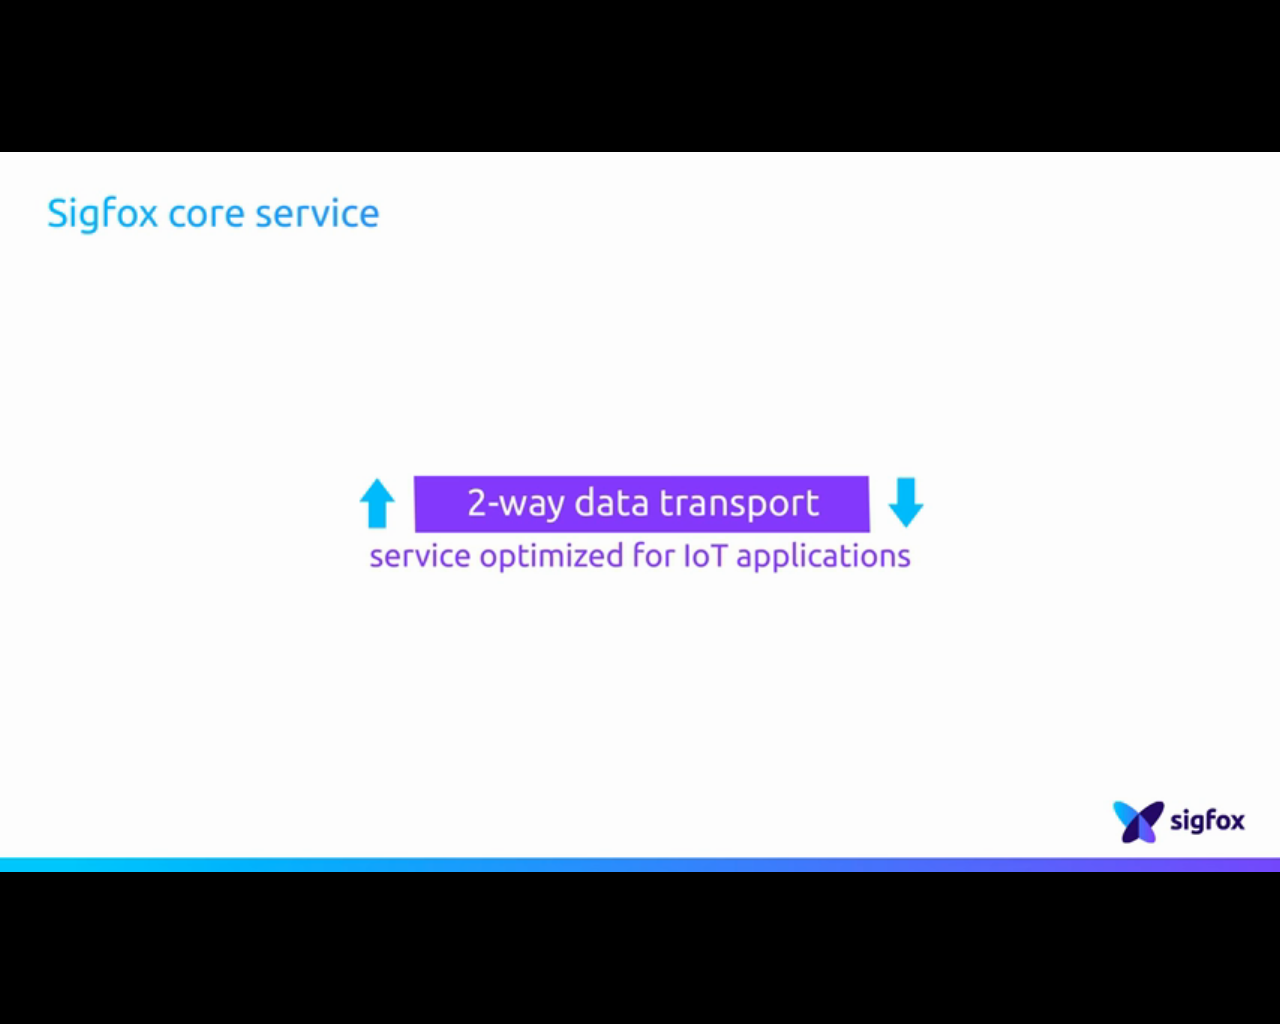 Sigfox core service
2-way data transport
service optimized for IoT applications
sigfox